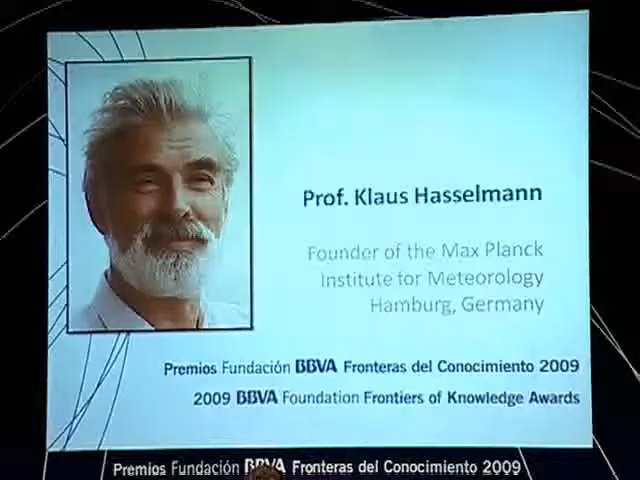 Prof. Klaus Hasselmann
Founder of the Max Planck
Institute for Meteorology
Hamburg, Germany
Premios Fundación BBVA Fronteras del Conocimiento 2009
2009 BBVA Foundation Frontiers of Knowledge Awards
Premios Fundación BBVA Fronteras del Conocimiento 2009